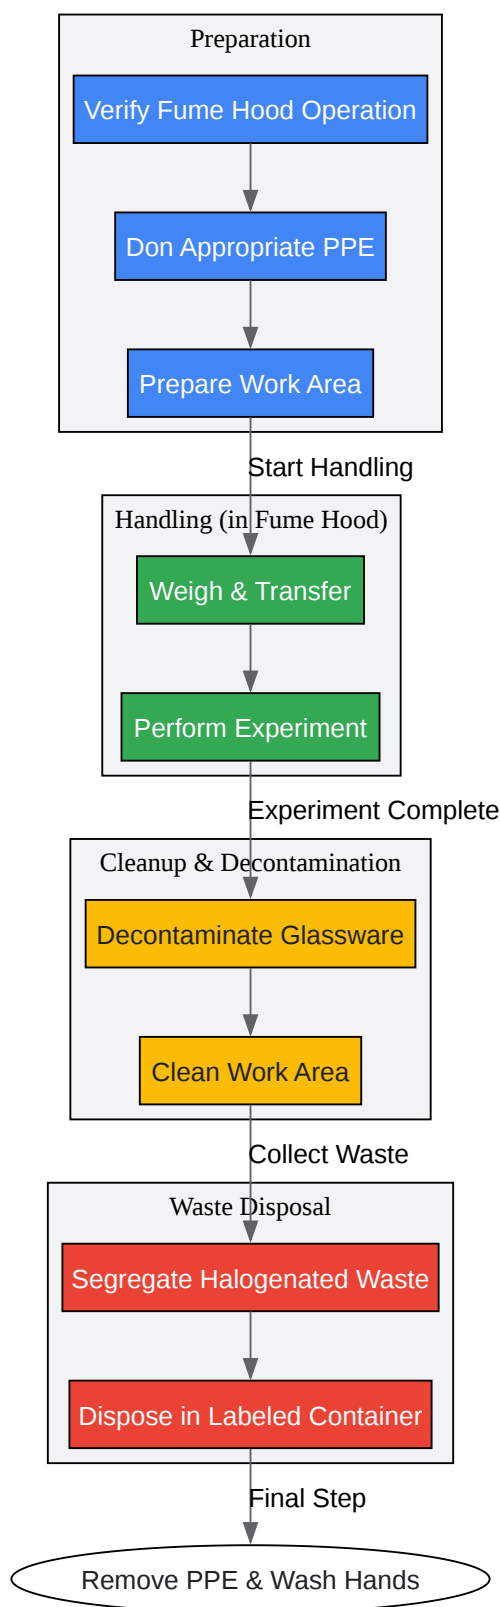 Preparation
Verify Fume Hood Operation
Don Appropriate PPE
Prepare Work Area
Start Handling
Handling (in Fume Hood)
Weigh & Transfer
Perform Experiment
Experiment Complete
Cleanup & Decontamination
Decontaminate Glassware
Clean Work Area
Collect Waste
Waste Disposal
Segregate Halogenated Waste
Dispose in Labeled Container
Final Step
Remove PPE & Wash Hands